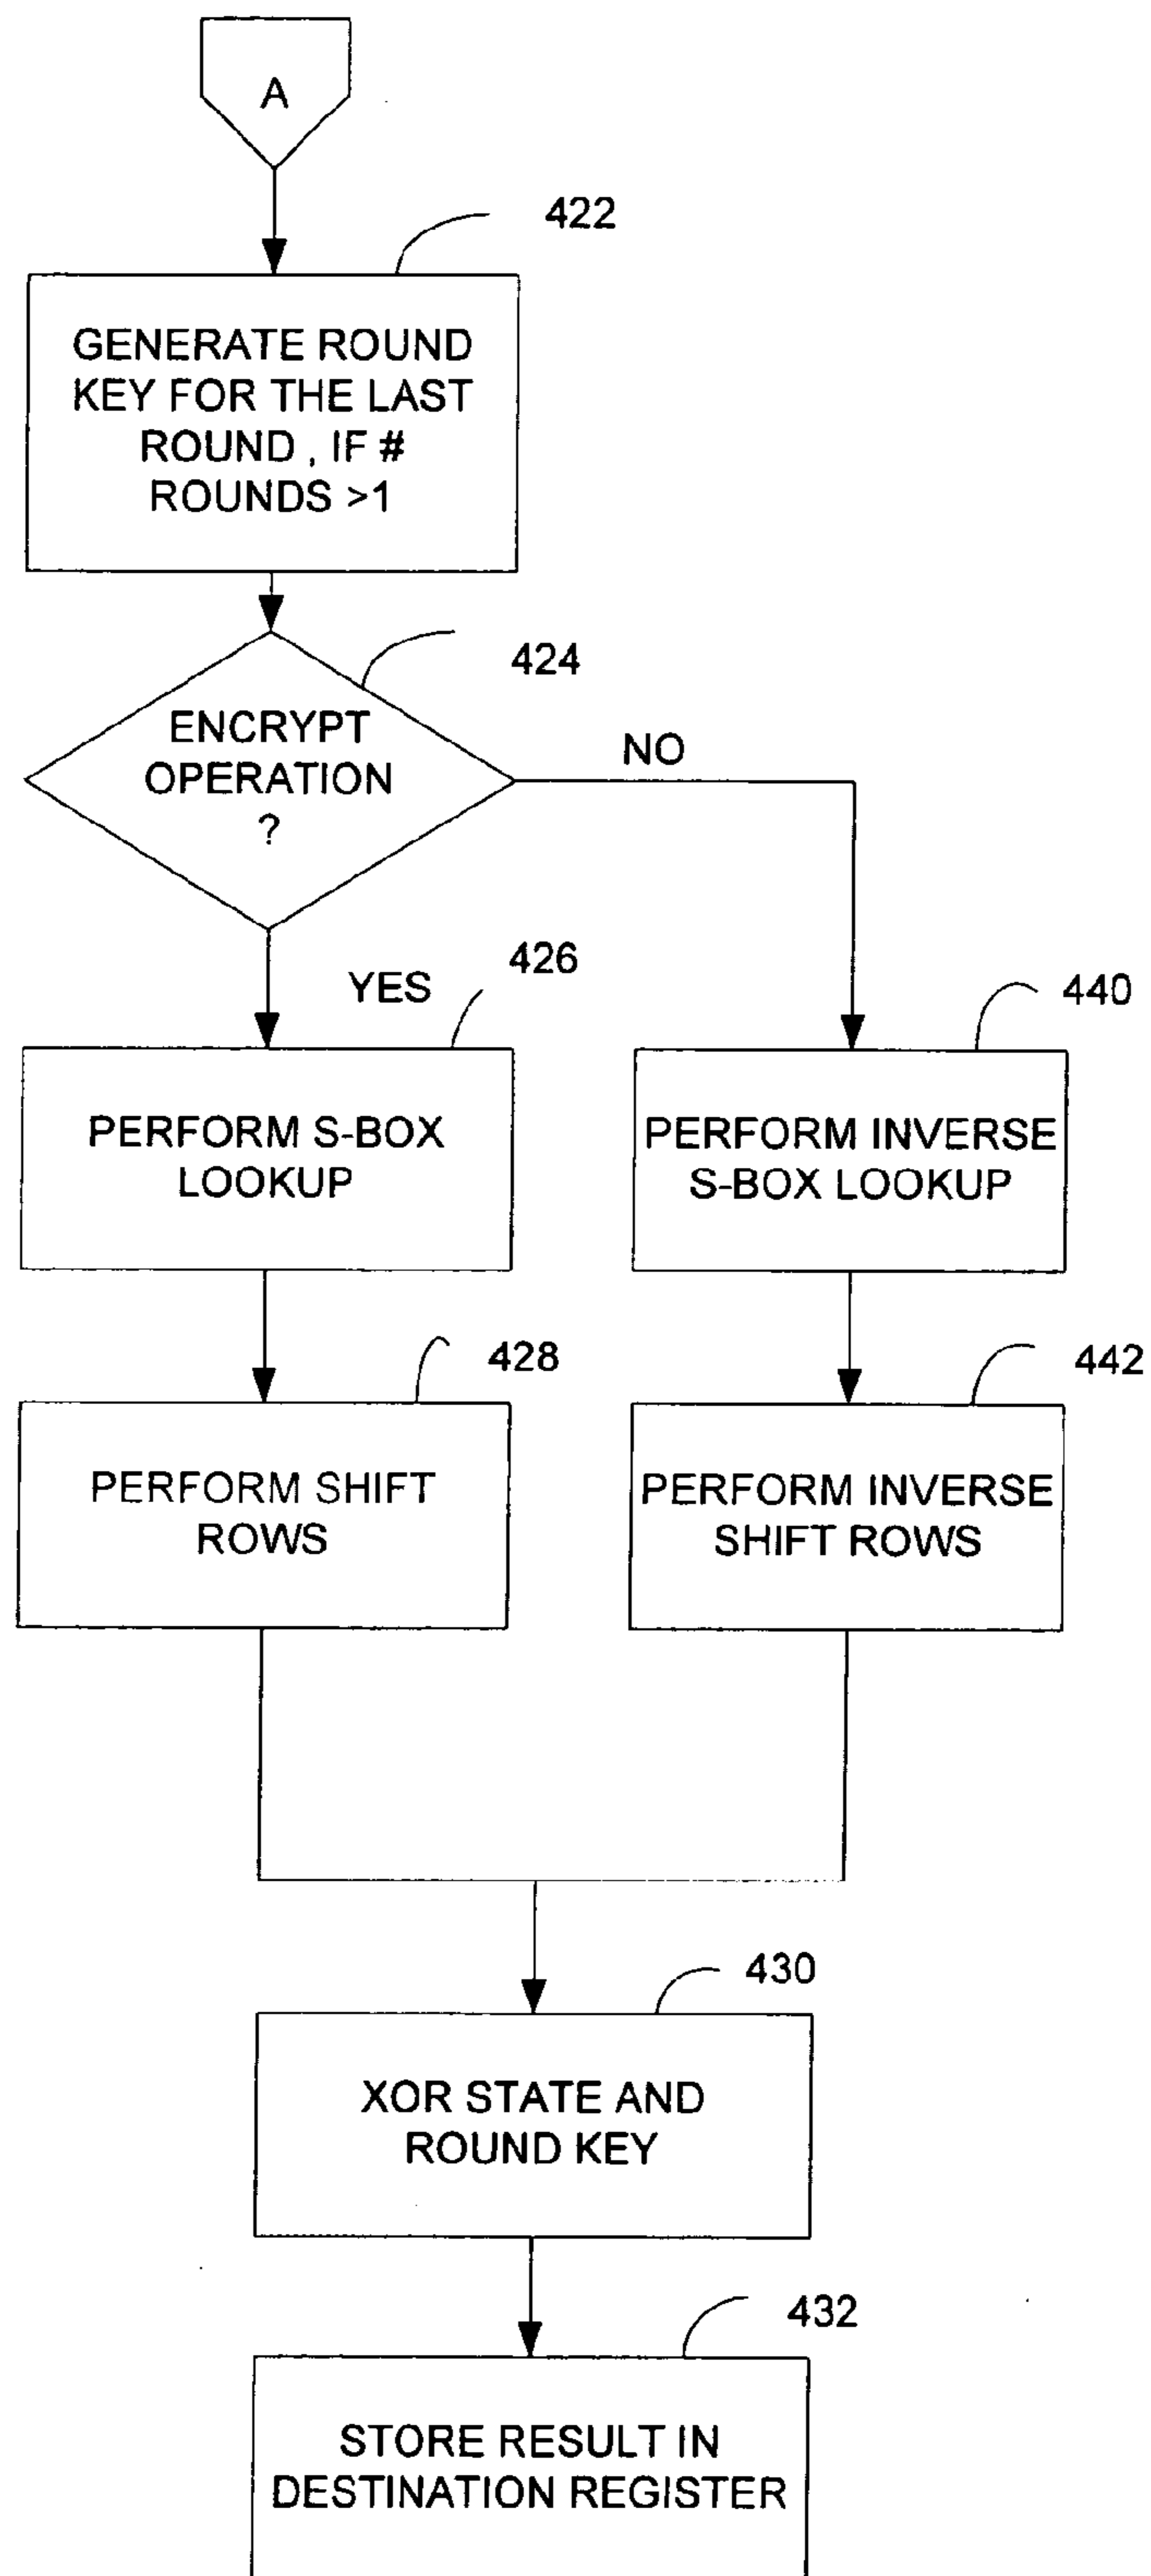 A
422
GENERATE ROUND
KEY FOR THE LAST
ROUND , IF #
ROUNDS >1
424
ENCRYPT
OPERATION
?
NO
YES
426
440
PERFORM S-BOX
LOOKUP
PERFORM INVERSE
S-BOX LOOKUP
428
442
PERFORM SHIFT
ROWS
PERFORM INVERSE
SHIFT ROWS
430
XOR STATE AND
ROUND KEY
432
STORE RESULT IN
DESTINATION REGISTER